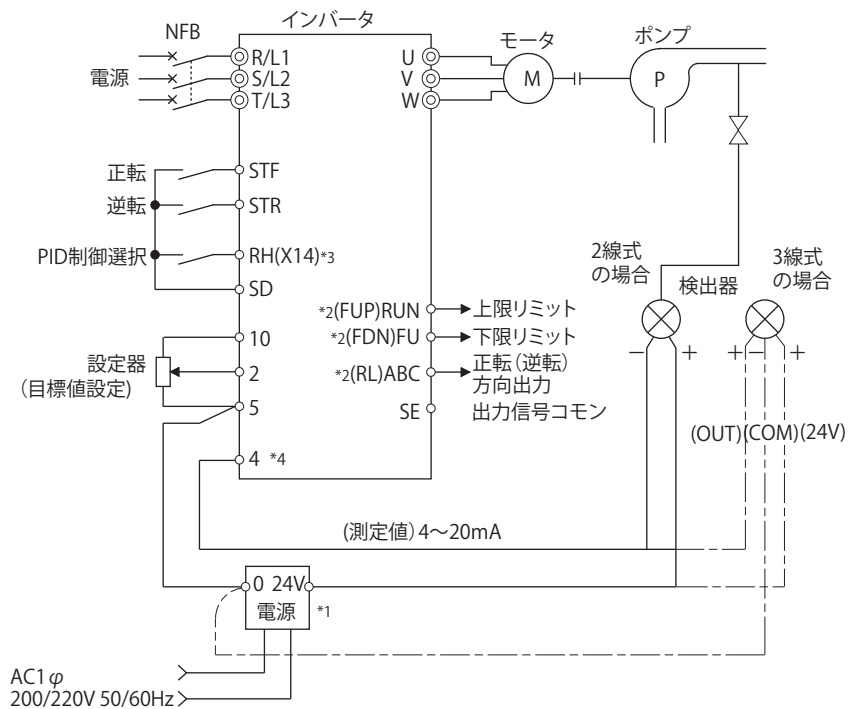 インバータ
NFB
電源
R/L1
S/L2
T/L3
U
V
W
モータ
M
ポンプ
P
正転
STF
逆転
STR
PID制御選択
RH(X14)*3
SD
10
設定器
(目標値設定)
2
5
4 *4
*2(FUP)RUN
上限リミット
*2(FDN)FU
下限リミット
*2(RL)ABC
正転(逆転)
方向出力
SE
出力信号コモン
2線式
の場合
検出器
3線式
の場合
− +
+ − +
(OUT)(COM)(24V)
(測定値)4〜20mA
0 24V
電源
*1
AC1φ
200/220V 50/60Hz